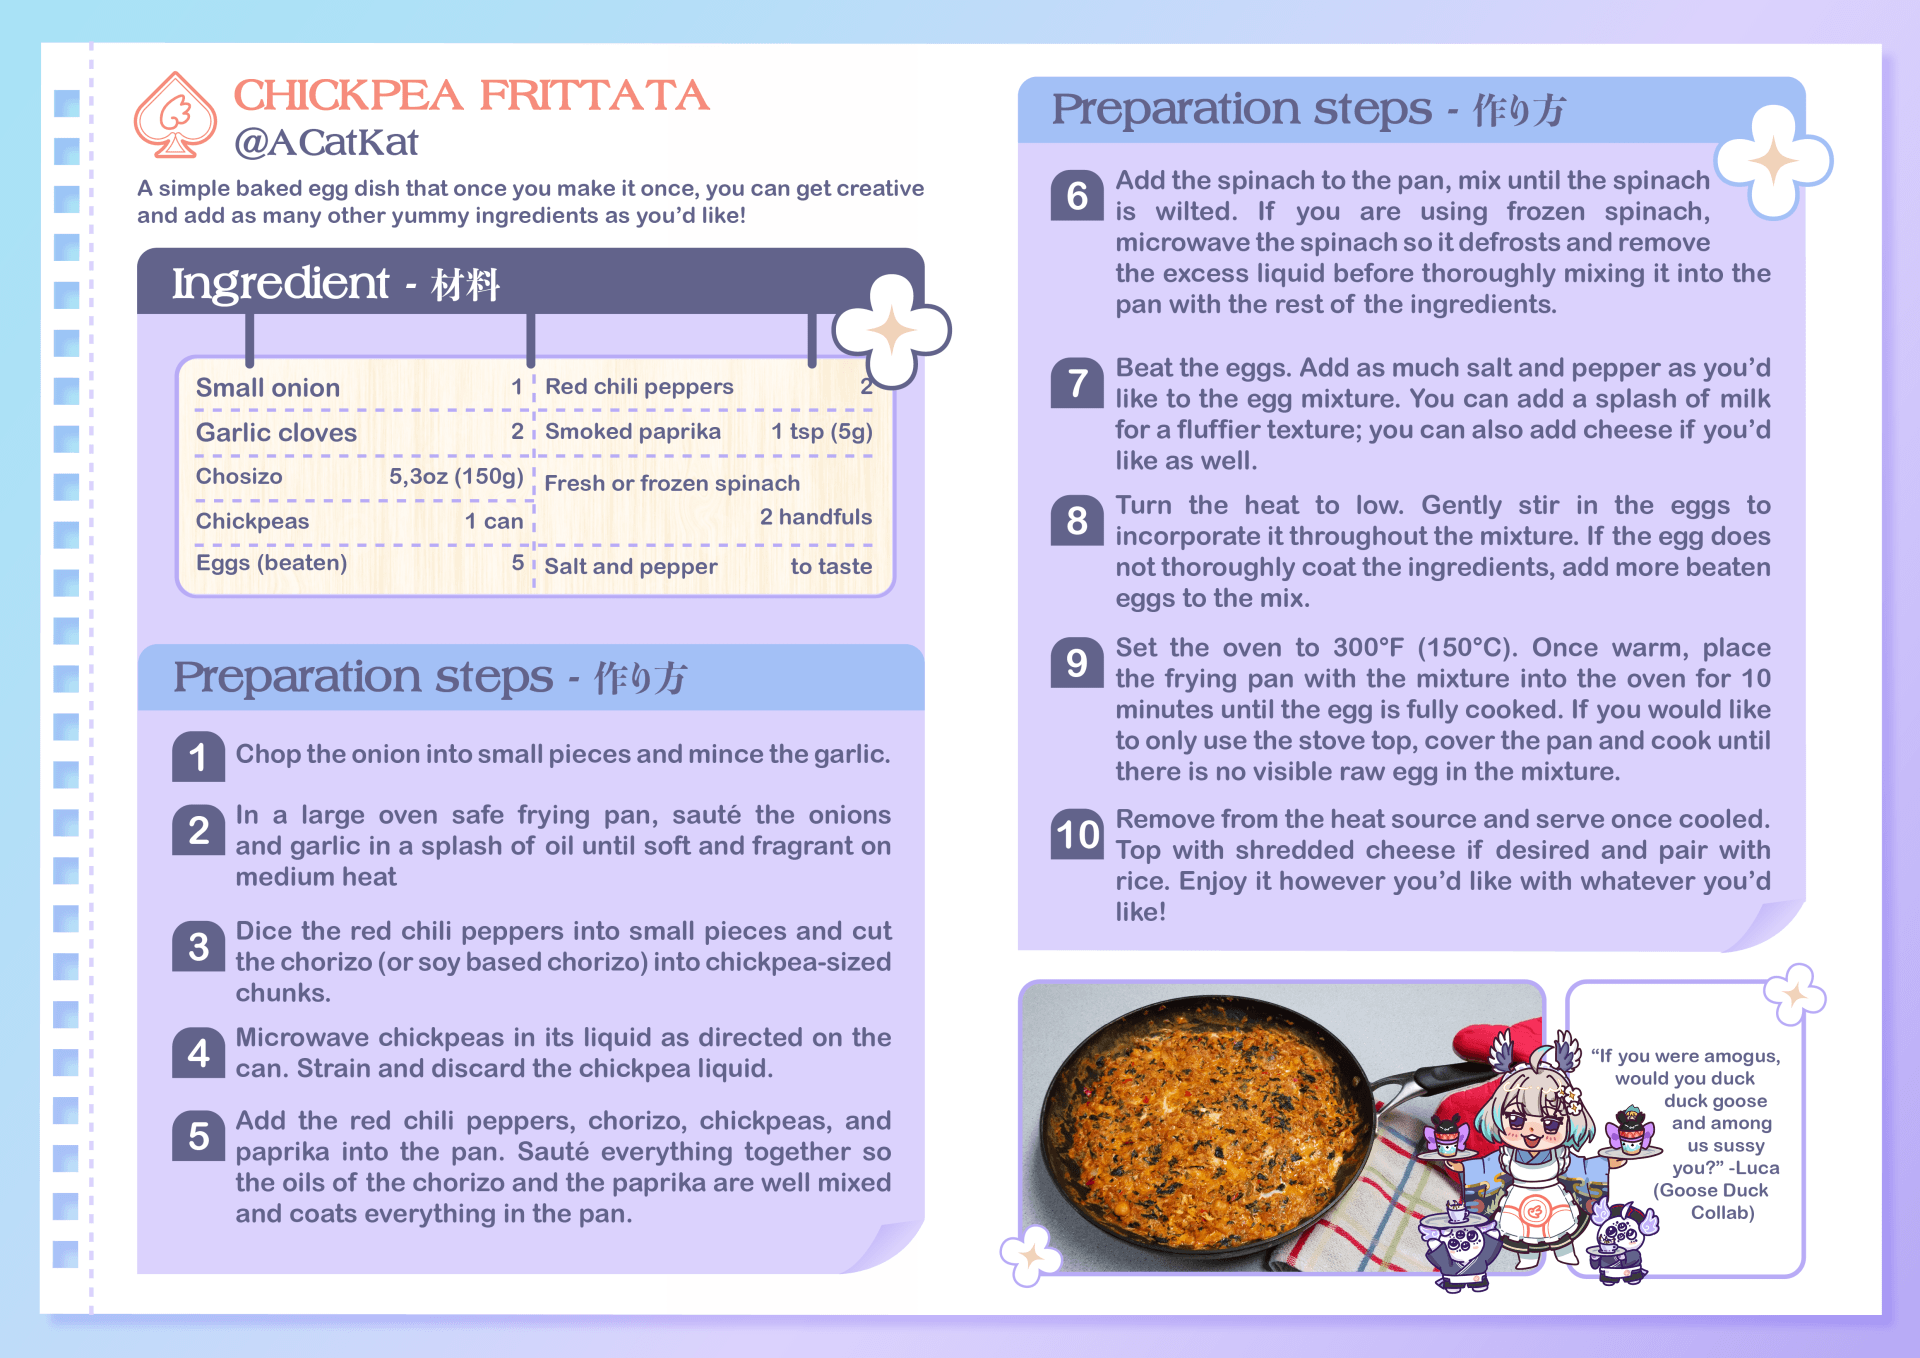 CHICKPEA FRITTATA
@ACatKat
A simple baked egg dish that once you make it once, you can get creative
and add as many other yummy ingredients as you'd like!
Ingredient - 材料
Small onion 1
Garlic cloves 2
Chosizo 5,3oz (150g)
Chickpeas 1 can
Eggs (beaten) 5
Red chili peppers 2
Smoked paprika 1 tsp (5g)
Fresh or frozen spinach
2 handfuls
Salt and pepper to taste
Preparation steps - 作り方
1 Chop the onion into small pieces and mince the garlic.
2 In a large oven safe frying pan, sauté the onions
and garlic in a splash of oil until soft and fragrant on
medium heat
3 Dice the red chili peppers into small pieces and cut
the chorizo (or soy based chorizo) into chickpea-sized
chunks.
4 Microwave chickpeas in its liquid as directed on the
can. Strain and discard the chickpea liquid.
5 Add the red chili peppers, chorizo, chickpeas, and
paprika into the pan. Sauté everything together so
the oils of the chorizo and the paprika are well mixed
and coats everything in the pan.
Preparation steps - 作り方
6 Add the spinach to the pan, mix until the spinach
is wilted. If you are using frozen spinach,
microwave the spinach so it defrosts and remove
the excess liquid before thoroughly mixing it into the
pan with the rest of the ingredients.
7 Beat the eggs. Add as much salt and pepper as you'd
like to the egg mixture. You can add a splash of milk
for a fluffier texture; you can also add cheese if you'd
like as well.
8 Turn the heat to low. Gently stir in the eggs to
incorporate it throughout the mixture. If the egg does
not thoroughly coat the ingredients, add more beaten
eggs to the mix.
9 Set the oven to 300°F (150°C). Once warm, place
the frying pan with the mixture into the oven for 10
minutes until the egg is fully cooked. If you would like
to only use the stove top, cover the pan and cook until
there is no visible raw egg in the mixture.
10 Remove from the heat source and serve once cooled.
Top with shredded cheese if desired and pair with
rice. Enjoy it however you'd like with whatever you'd
like!
"If you were amogus,
would you duck
duck goose
and among
us sussy
you?" -Luca
(Goose Duck
Collab)